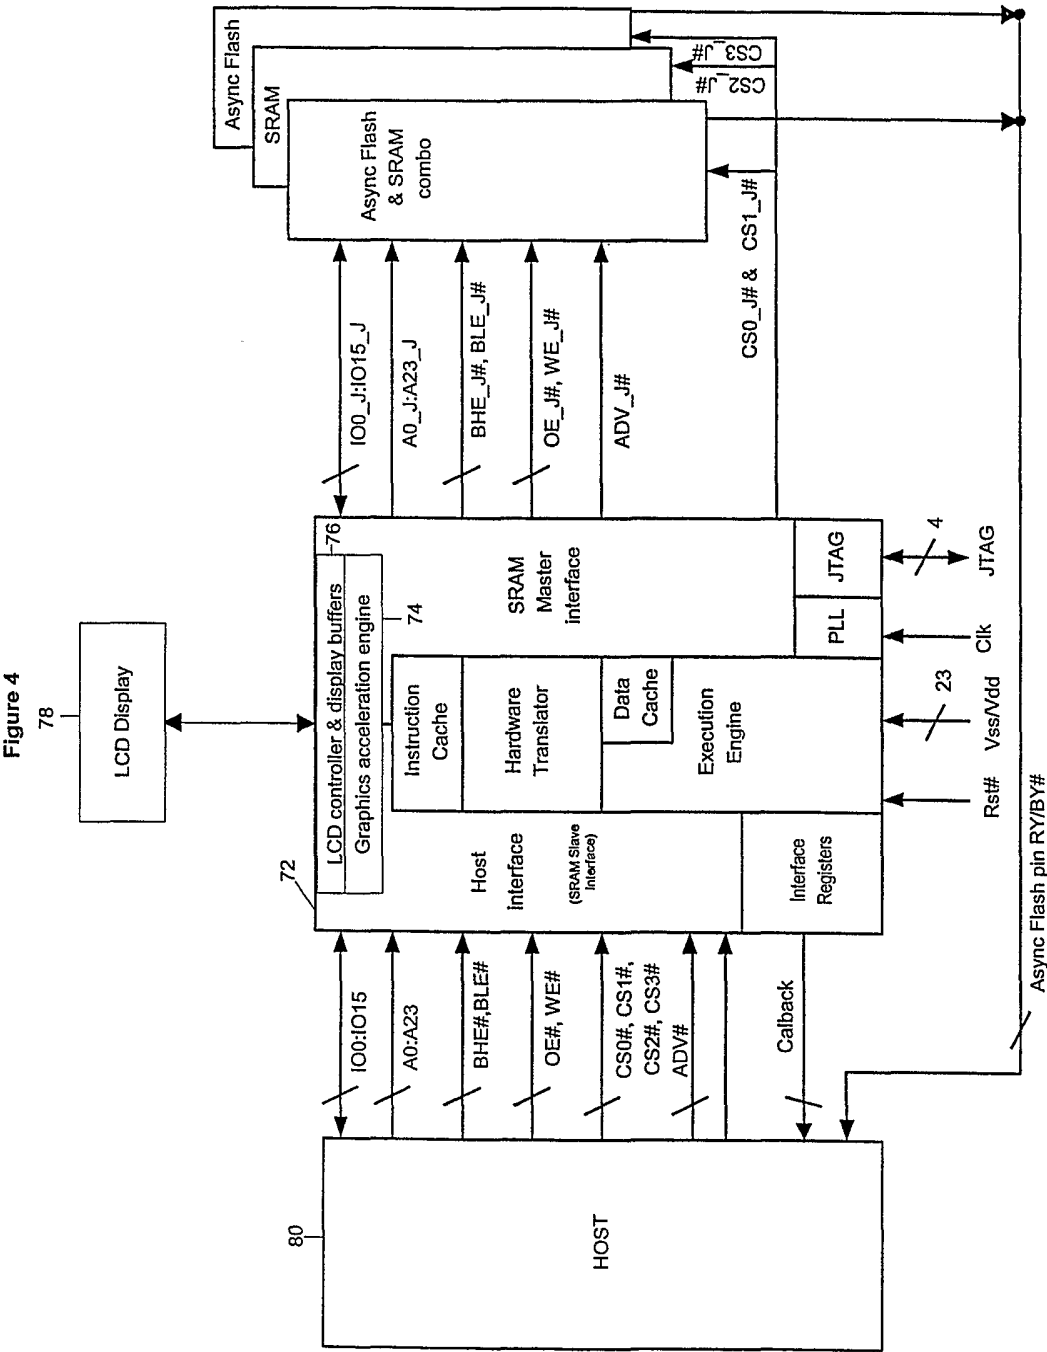 Figure 4
78
LCD Display
Async Flash
SRAM
Async Flash
& SRAM
combo
CS3_J#
CS2_J#
CS0_J# & CS1_J#
IO0_J:IO15_J
A0_J:A23_J
BHE_J#, BLE_J#
OE_J#, WE_J#
ADV_J#
72
76
LCD controller & display buffers
Graphics acceleration engine
74
Host
Interface
(SRAM Slave
Interface)
Instruction
Cache
Hardware
Translator
Data
Cache
Execution
Engine
SRAM
Master
interface
Interface
Registers
PLL
JTAG
IO0:IO15
A0:A23
BHE#,BLE#
OE#, WE#
CS0#, CS1#,
CS2#, CS3#
ADV#
Calback
80
HOST
Rst#
23
Vss/Vdd
Clk
4
JTAG
Async Flash pin RY/BY#